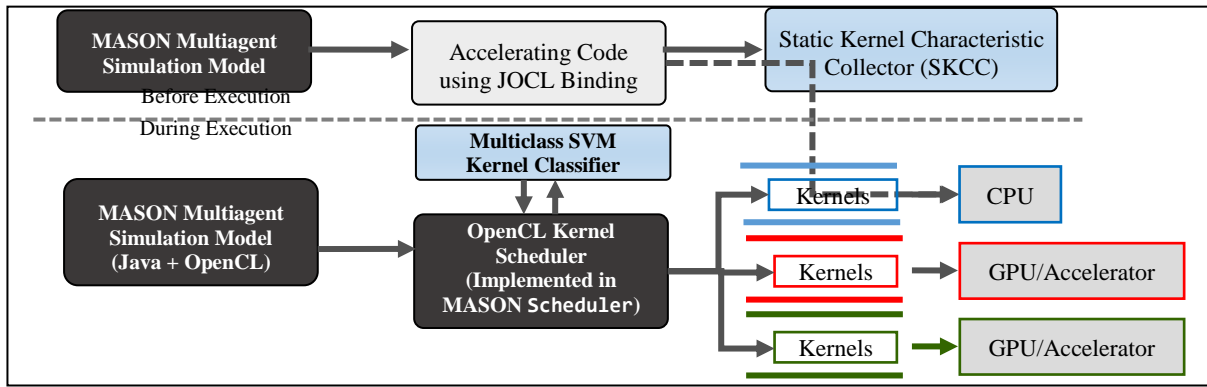 MASON Multiagent
Simulation Model
Accelerating Code
using JOCL Binding
Static Kernel Characteristic
Collector (SKCC)
Before Execution
During Execution
Multiclass SVM
Kernel Classifier
MASON Multiagent
Simulation Model
(Java + OpenCL)
OpenCL Kernel
Scheduler
(Implemented in
MASON Scheduler)
Kernels
CPU
Kernels
GPU/Accelerator
Kernels
GPU/Accelerator